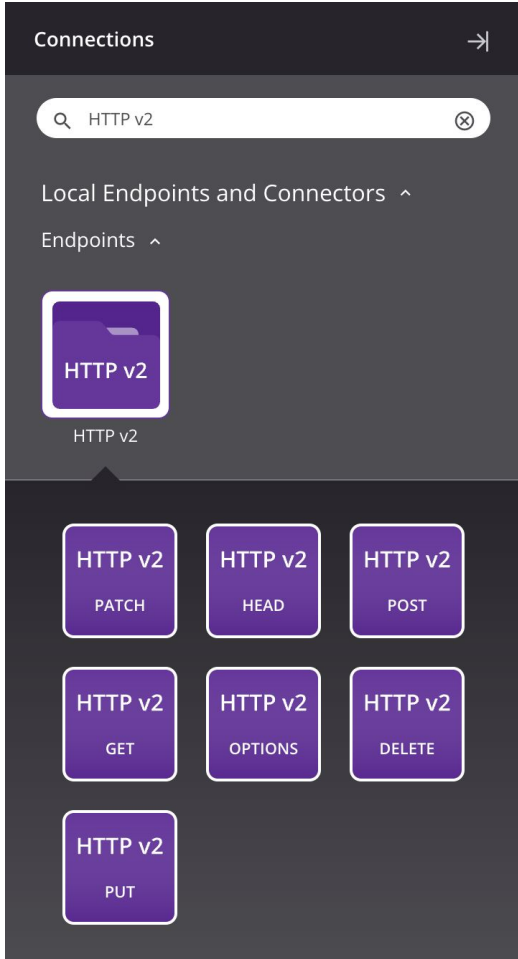 Connections
HTTP v2
Local Endpoints and Connectors
Endpoints
HTTP v2
HTTP v2
HTTP v2
PATCH
HTTP v2
HEAD
HTTP v2
POST
HTTP v2
GET
HTTP v2
OPTIONS
HTTP v2
DELETE
HTTP v2
PUT